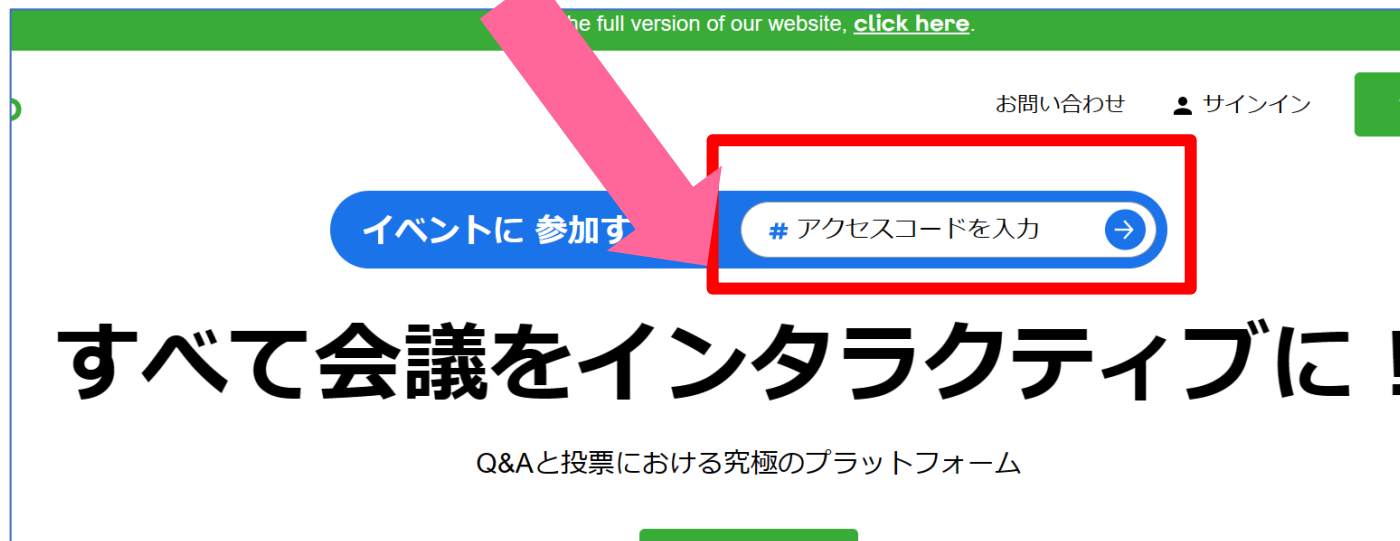 he full version of our website, click here.
お問い合わせ サインイン
イベントに 参加す # アクセスコードを入力
すべて会議をインタラクティブに！
Q&Aと投票における究極のプラットフォーム